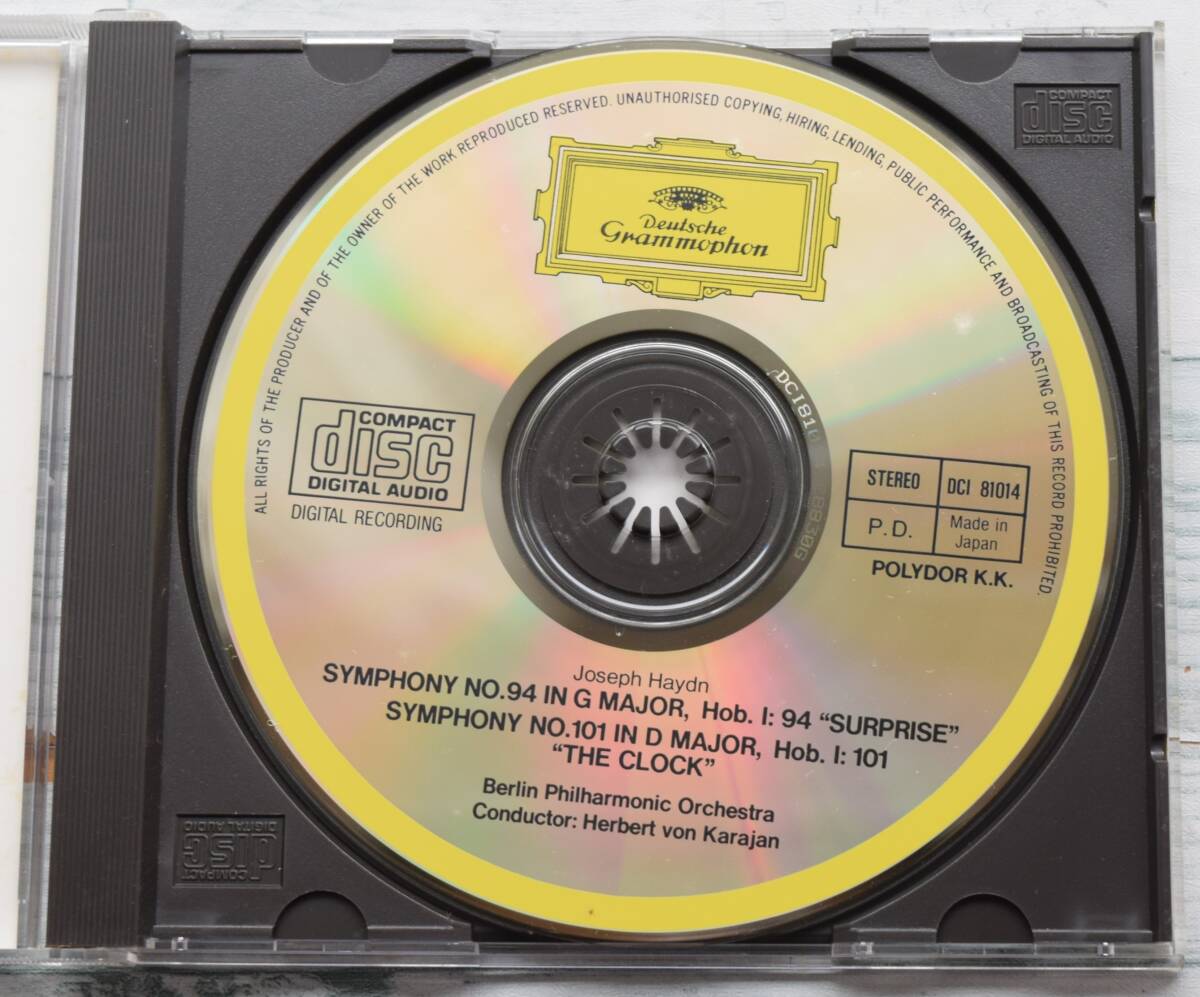 ALL RIGHTS OF THE PRODUCER AND OF THE OWNER OF THE WORK REPRODUCED RESERVED. UNAUTHORISED COPYING, HIRING, LENDING, PUBLIC PERFORMANCE AND BROADCASTING OF THIS RECORD PROHIBITED.
Deutsche
Grammophon
COMPACT
disc
DIGITAL AUDIO
COMPACT
disc
DIGITAL AUDIO
DIGITAL RECORDING
STEREO
DCI 81014
P.D.
Made in
Japan
POLYDOR K.K.
Joseph Haydn
SYMPHONY NO.94 IN G MAJOR, Hob. I: 94 “SURPRISE”
SYMPHONY NO.101 IN D MAJOR, Hob. I: 101
“THE CLOCK”
Berlin Philharmonic Orchestra
Conductor: Herbert von Karajan
COMPACT
disc
DIGITAL AUDIO